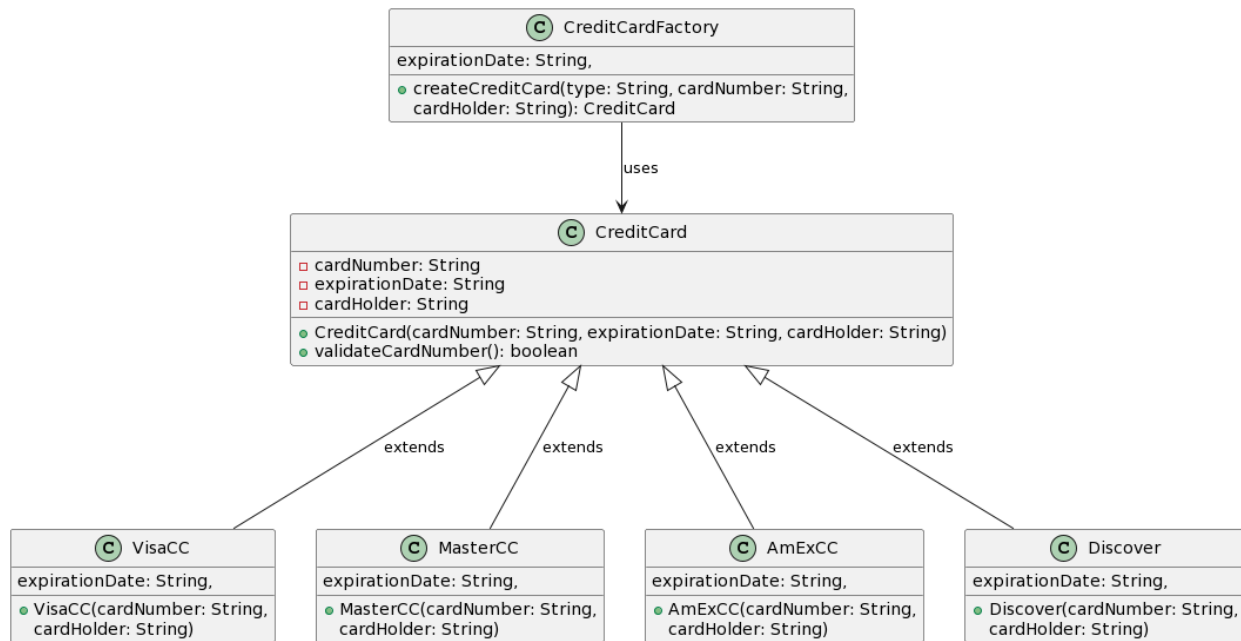 C CreditCardFactory
expirationDate: String,
createCreditCard(type: String, cardNumber: String,
cardHolder: String): CreditCard
uses
C CreditCard
cardNumber: String
expirationDate: String
cardHolder: String
CreditCard(cardNumber: String, expirationDate: String, cardHolder: String)
validateCardNumber(): boolean
extends
extends
extends
extends
C VisaCC
expirationDate: String,
VisaCC(cardNumber: String,
cardHolder: String)
C MasterCC
expirationDate: String,
MasterCC(cardNumber: String,
cardHolder: String)
C AmExCC
expirationDate: String,
AmExCC(cardNumber: String,
cardHolder: String)
C Discover
expirationDate: String,
Discover(cardNumber: String,
cardHolder: String)